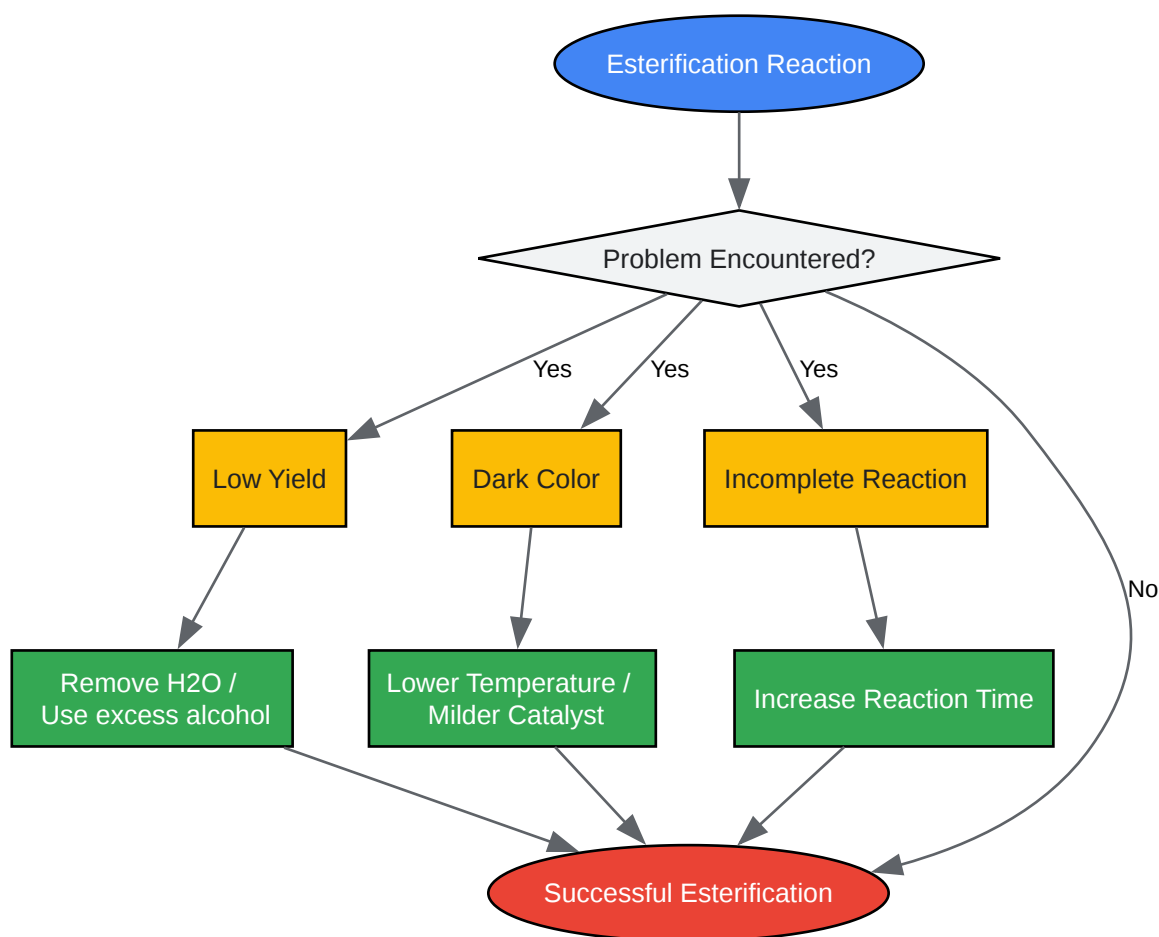 Esterification Reaction
Problem Encountered?
Yes
Yes
Yes
Low Yield
Dark Color
Incomplete Reaction
No
Remove H2O /
Use excess alcohol
Lower Temperature /
Milder Catalyst
Increase Reaction Time
Successful Esterification